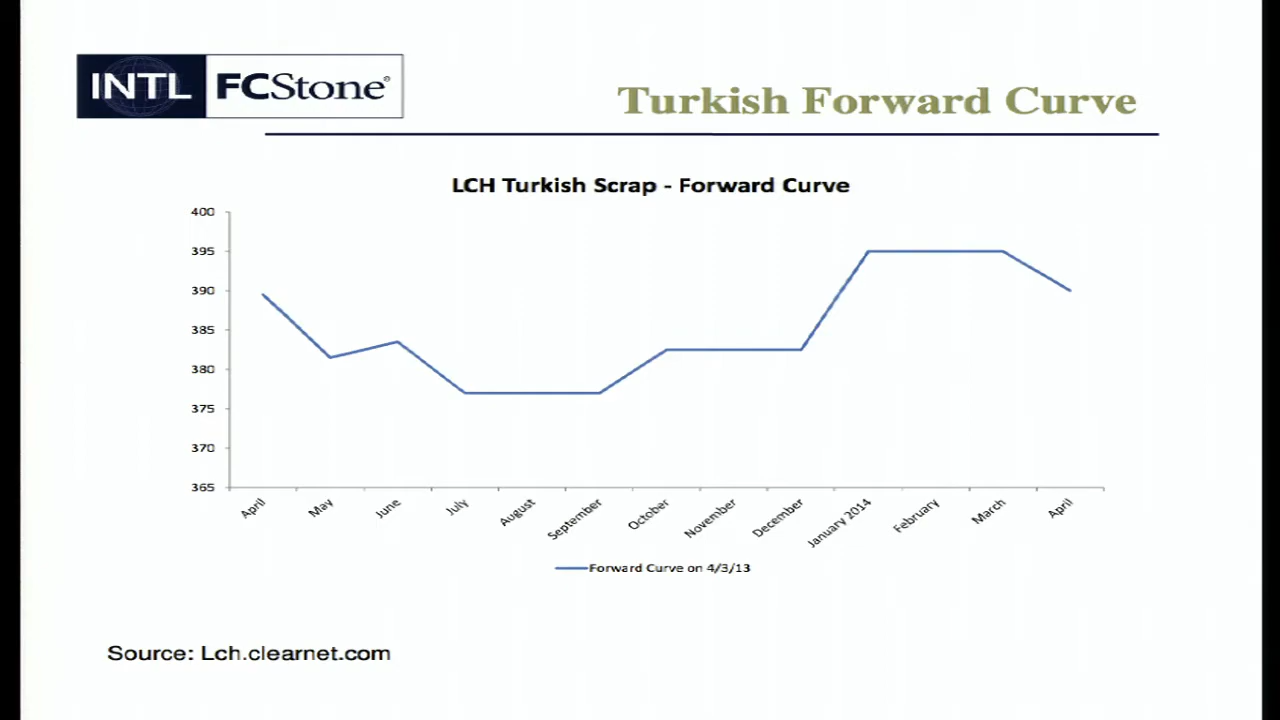 INTL FCStone®
Turkish Forward Curve
LCH Turkish Scrap - Forward Curve
400
395
390
385
380
375
370
365
April
May
June
July
August
September
October
November
December
January 2014
February
March
April
Forward Curve on 4/3/13
Source: Lch.clearnet.com